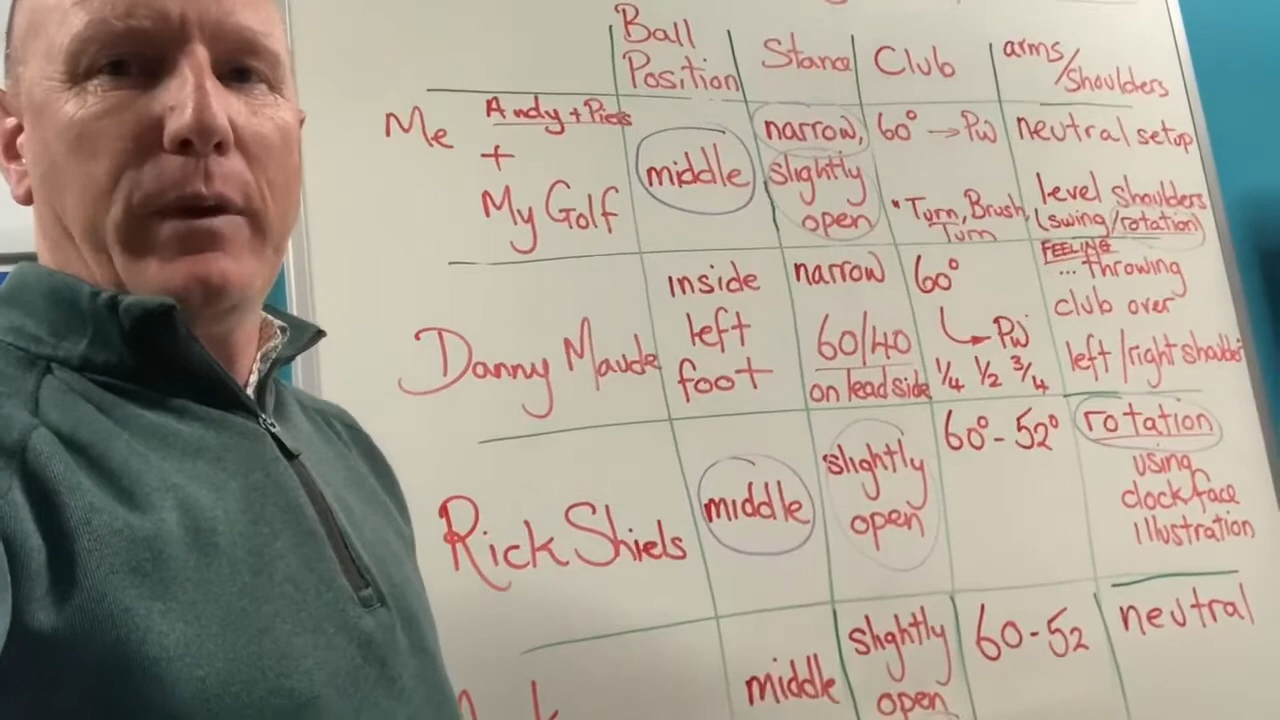 Ball
Position
Stance
Club
arms/
shoulders
Me
Andy + Piers
+
My Golf
middle
narrow,
slightly
open
60° → PW
"Turn, Brush,
Turn
neutral setup
level shoulders
(swing/rotation)
FEELING
... throwing
club over
left/right shoulder
Danny Maude
inside
left
foot
narrow
60/40
on lead side
60°
PW
1/4 1/2 3/4
Rick Shiels
middle
slightly
open
60° - 52°
rotation
using
clock face
illustration
middle
slightly
open
60 - 52
neutral